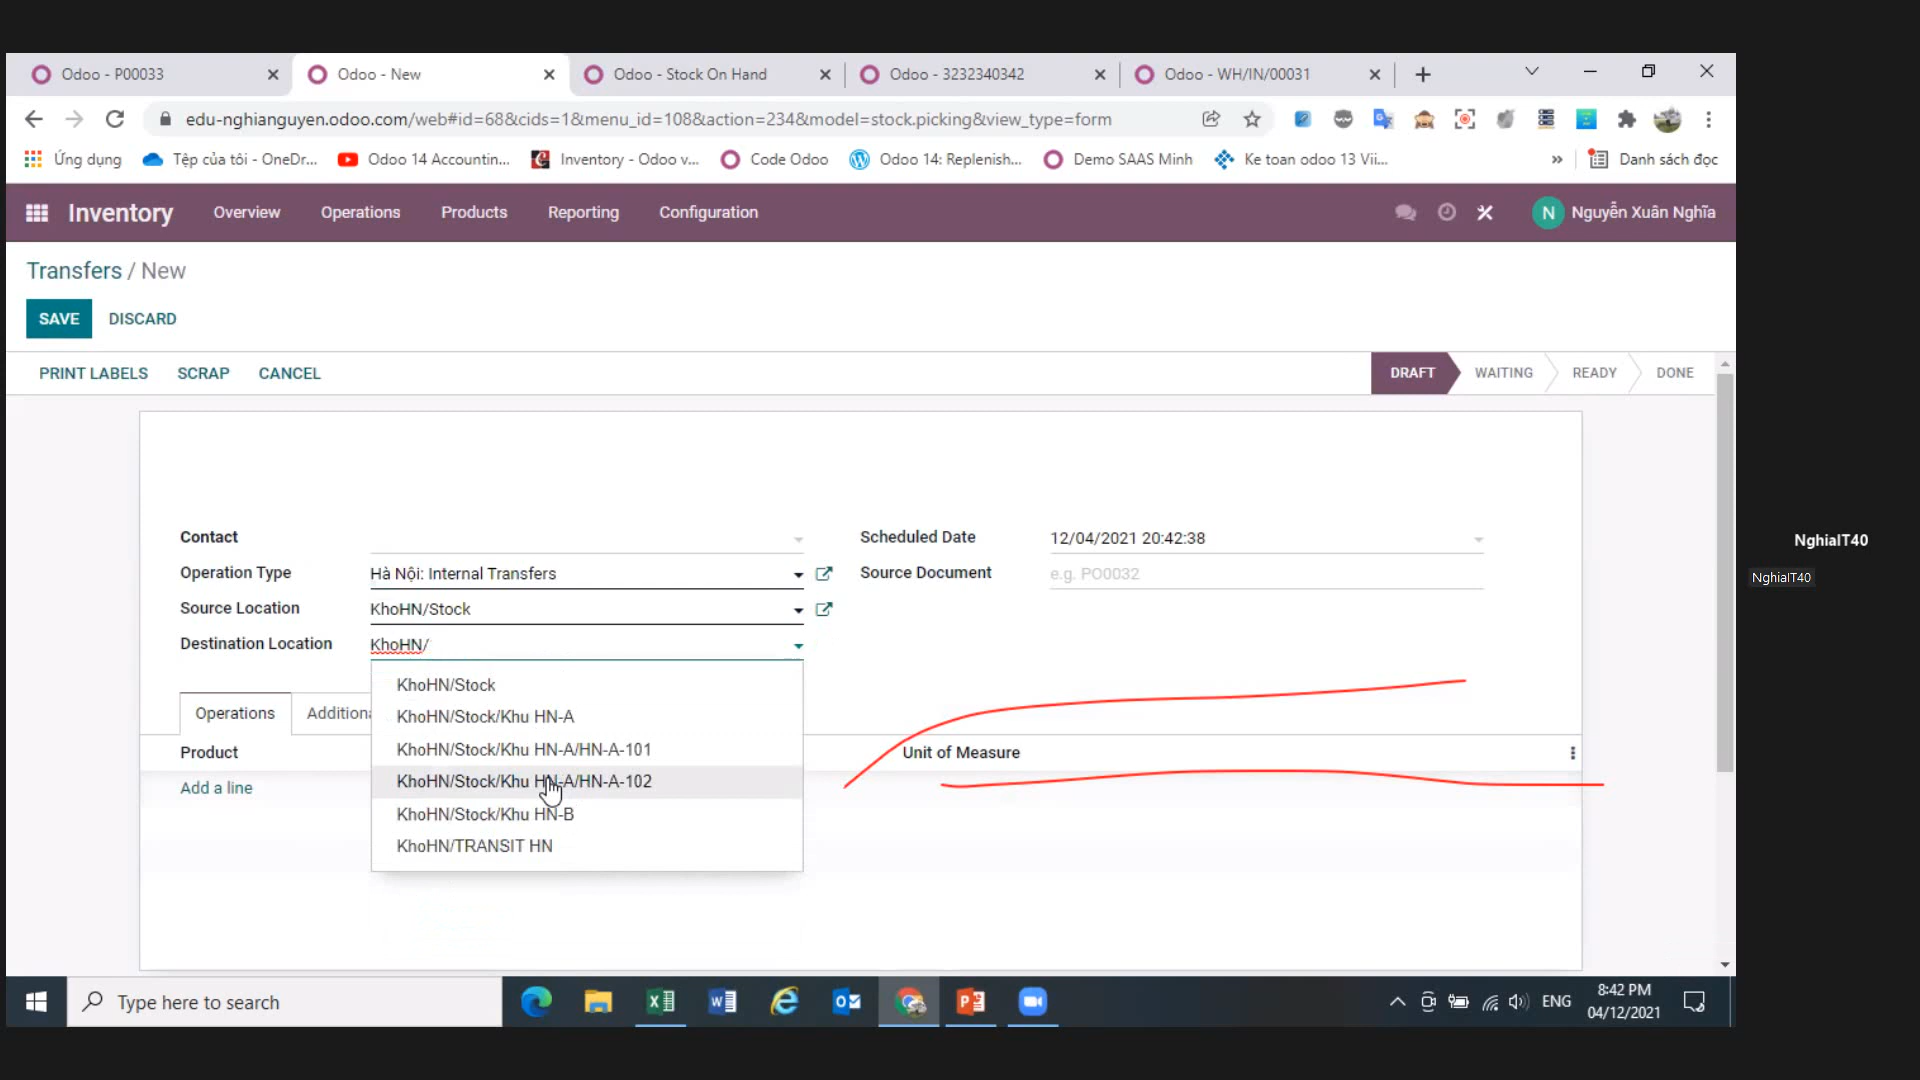 Odoo - P00033
Odoo - New
Odoo - Stock On Hand
Odoo - 3232340342
Odoo - WH/IN/00031
edu-nghianguyen.odoo.com/web#id=68&cids=1&menu_id=108&action=234&model=stock.picking&view_type=form
Ứng dụng
Tệp của tôi - OneDr...
Odoo 14 Accountin...
Inventory - Odoo v...
Code Odoo
Odoo 14: Replenish...
Demo SAAS Minh
Ke toan odoo 13 Vii...
»
Danh sách đọc
Inventory
Overview
Operations
Products
Reporting
Configuration
N
Nguyễn Xuân Nghĩa
Transfers / New
SAVE
DISCARD
PRINT LABELS
SCRAP
CANCEL
DRAFT
WAITING
READY
DONE
Contact
Scheduled Date
12/04/2021 20:42:38
Operation Type
Hà Nội: Internal Transfers
Source Document
e.g. PO0032
Source Location
KhoHN/Stock
Destination Location
KhoHN/
KhoHN/Stock
KhoHN/Stock/Khu HN-A
KhoHN/Stock/Khu HN-A/HN-A-101
KhoHN/Stock/Khu HN-A/HN-A-102
KhoHN/Stock/Khu HN-B
KhoHN/TRANSIT HN
Operations
Additiona
Product
Unit of Measure
Add a line
NghiaIT40
NghiaIT40
Type here to search
ENG
8:42 PM
04/12/2021